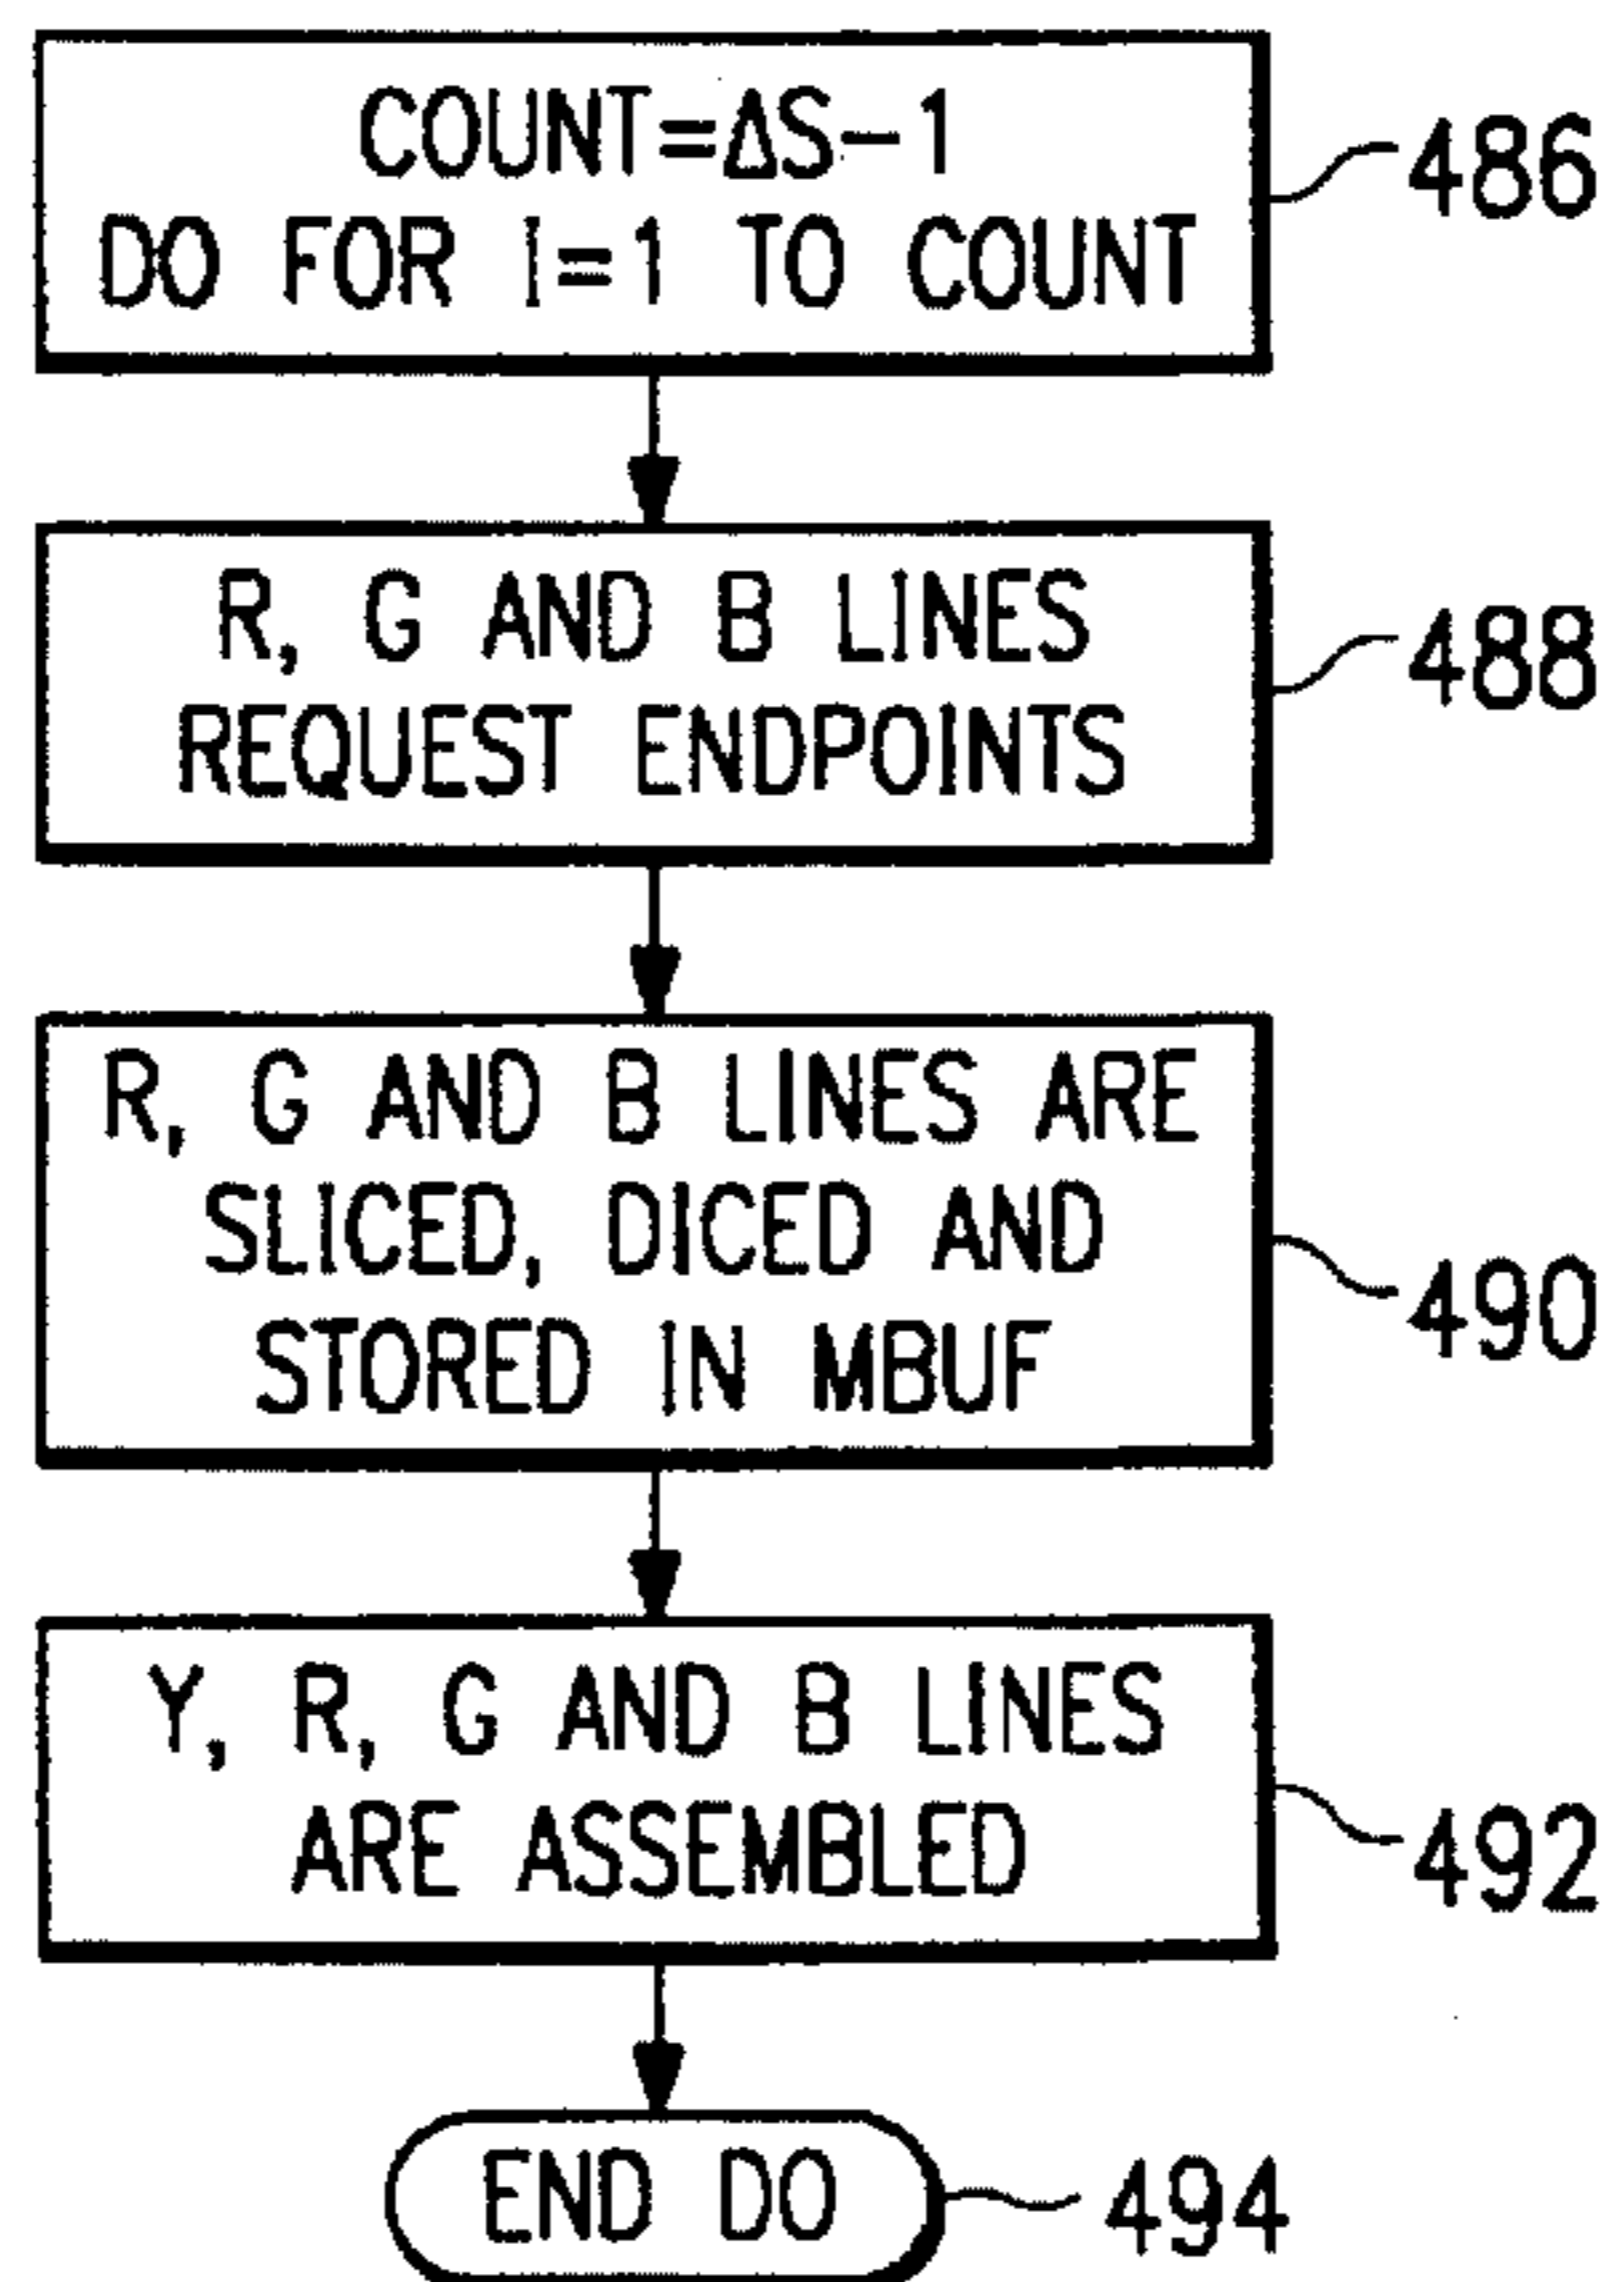 COUNT=ΔS-1
DO FOR I=1 TO COUNT
486
R, G AND B LINES
REQUEST ENDPOINTS
488
R, G AND B LINES ARE
SLICED, DICED AND
STORED IN MBUF
490
Y, R, G AND B LINES
ARE ASSEMBLED
492
END DO
494